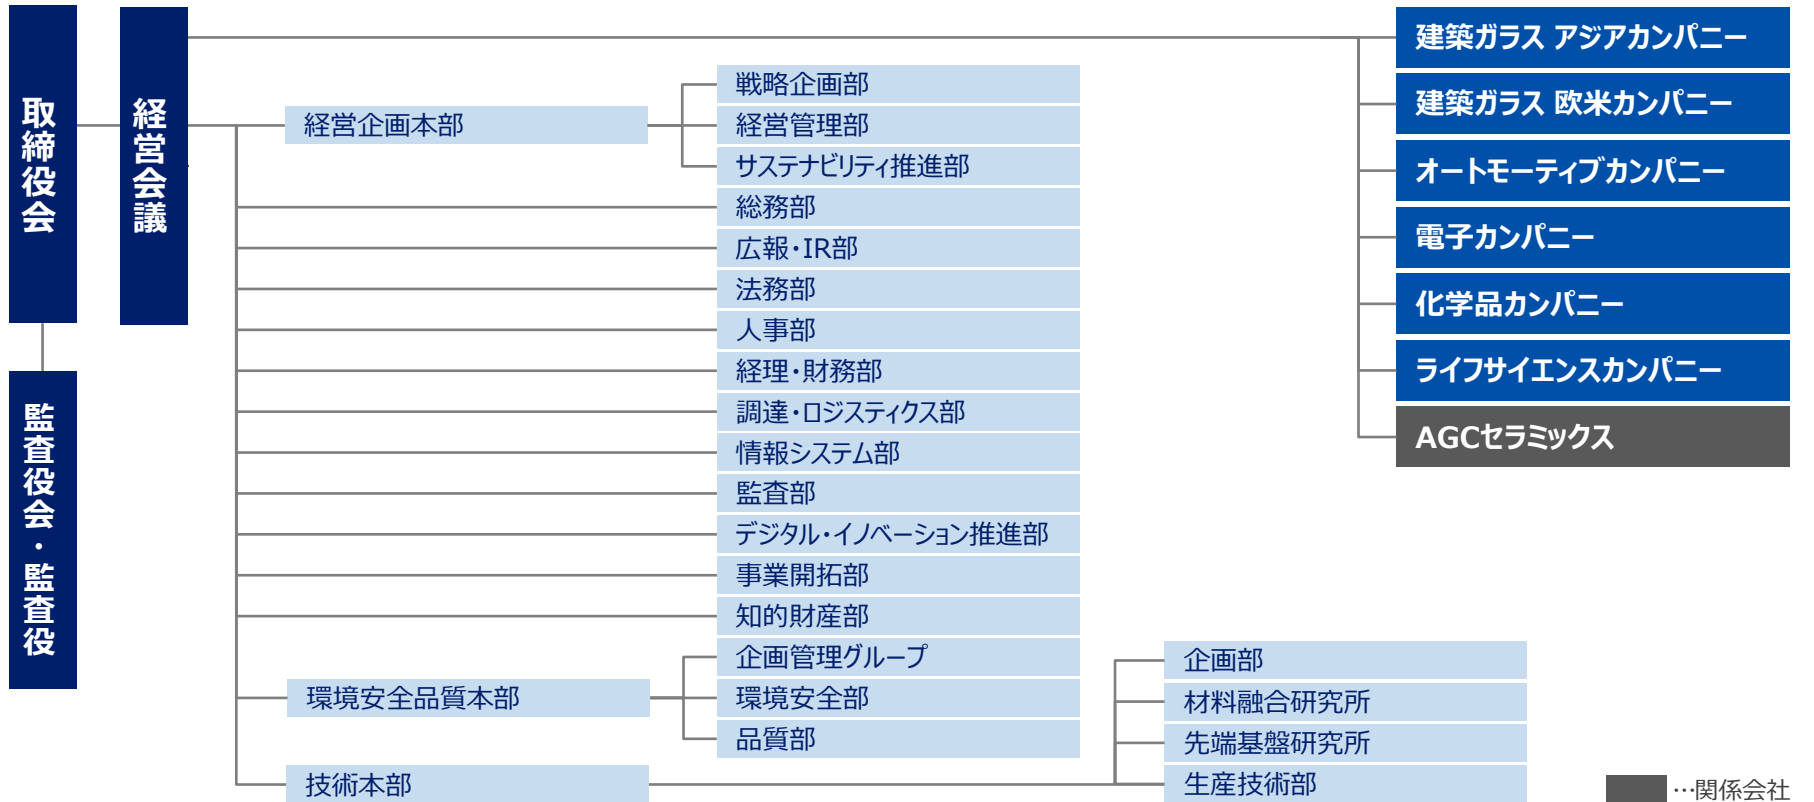 取締役会
監査役会・監査役
経営会議
経営企画本部
戦略企画部
経営管理部
サステナビリティ推進部
総務部
広報・IR部
法務部
人事部
経理・財務部
調達・ロジスティクス部
情報システム部
監査部
デジタル・イノベーション推進部
事業開拓部
知的財産部
環境安全品質本部
企画管理グループ
環境安全部
品質部
技術本部
企画部
材料融合研究所
先端基盤研究所
生産技術部
建築ガラス アジアカンパニー
建築ガラス 欧米カンパニー
オートモーティブカンパニー
電子カンパニー
化学品カンパニー
ライフサイエンスカンパニー
AGCセラミックス
…関係会社